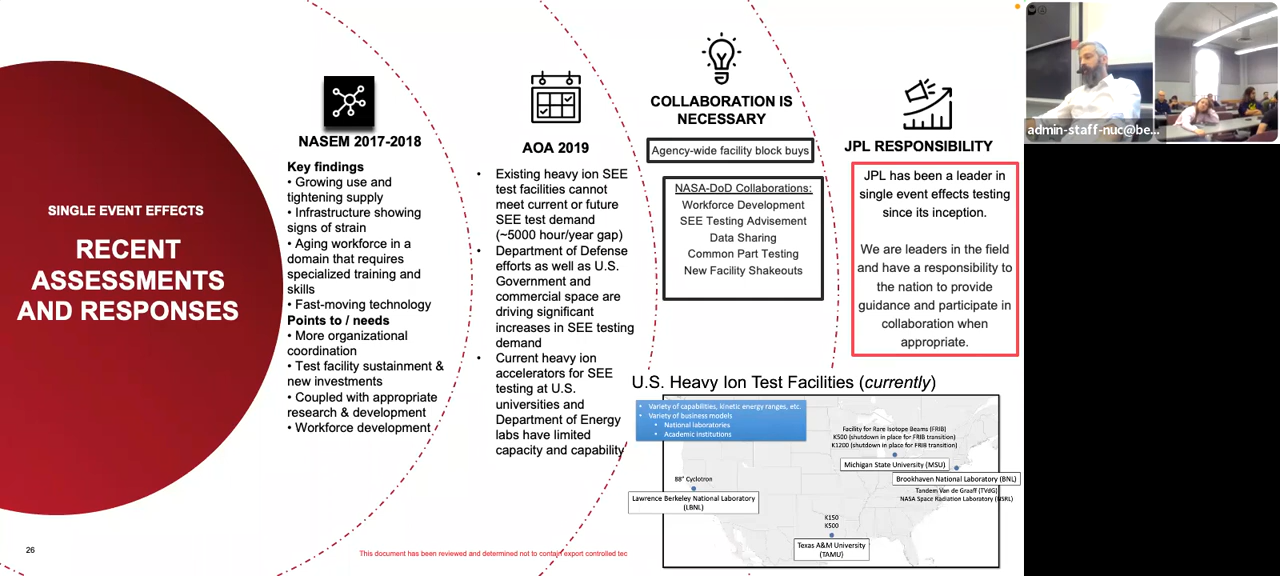 SINGLE EVENT EFFECTS
RECENT
ASSESSMENTS
AND RESPONSES
26
NASEM 2017-2018
Key findings
• Growing use and
tightening supply
• Infrastructure showing
signs of strain
• Aging workforce in a
domain that requires
specialized training and
skills
• Fast-moving technology
Points to / needs
• More organizational
coordination
• Test facility sustainment &
new investments
• Coupled with appropriate
research & development
• Workforce development
AOA 2019
• Existing heavy ion SEE
test facilities cannot
meet current or future
SEE test demand
(~5000 hour/year gap)
• Department of Defense
efforts as well as U.S.
Government and
commercial space are
driving significant
increases in SEE testing
demand
• Current heavy ion
accelerators for SEE
testing at U.S.
universities and
Department of Energy
labs have limited
capacity and capability
COLLABORATION IS
NECESSARY
Agency-wide facility block buys
NASA-DoD Collaborations:
Workforce Development
SEE Testing Advisement
Data Sharing
Common Part Testing
New Facility Shakeouts
JPL RESPONSIBILITY
JPL has been a leader in
single event effects testing
since its inception.
We are leaders in the field
and have a responsibility to
the nation to provide
guidance and participate in
collaboration when
appropriate.
U.S. Heavy Ion Test Facilities (currently)
• Variety of capabilities, kinetic energy ranges, etc.
• Variety of business models
• National laboratories
• Academic institutions
Facility for Rare Isotope Beams (FRIB)
K500 (shutdown in place for FRIB transition)
K1200 (shutdown in place for FRIB transition)
Michigan State University (MSU)
Brookhaven National Laboratory (BNL)
Tandem Van de Graaff (TVdG)
NASA Space Radiation Laboratory (NSRL)
88" Cyclotron
Lawrence Berkeley National Laboratory
(LBNL)
K150
K500
Texas A&M University
(TAMU)
This document has been reviewed and determined not to contain export controlled tec
admin-staff-nuc@be...